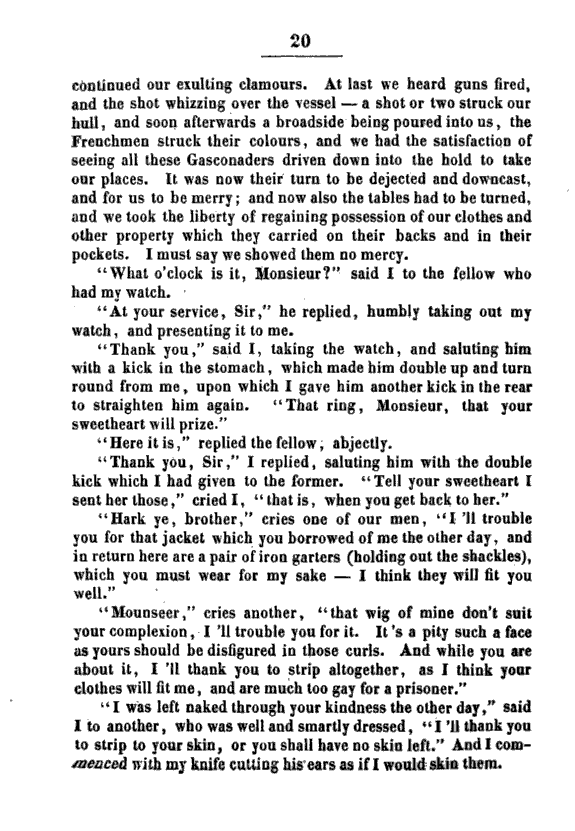 20
continued our exulting clamours. At last we heard guns fired,
and the shot whizzing over the vessel — a shot or two struck our
hull, and soon afterwards a broadside being poured into us, the
Frenchmen struck their colours, and we had the satisfaction of
seeing all these Gasconaders driven down into the hold to take
our places. It was now their turn to be dejected and downcast,
and for us to be merry; and now also the tables had to be turned,
and we took the liberty of regaining possession of our clothes and
other property which they carried on their backs and in their
pockets. I must say we showed them no mercy.
“What o'clock is it, Monsieur?” said I to the fellow who
had my watch.
“At your service, Sir,” he replied, humbly taking out my
watch, and presenting it to me.
“Thank you,” said I, taking the watch, and saluting him
with a kick in the stomach, which made him double up and turn
round from me, upon which I gave him another kick in the rear
to straighten him again. “That ring, Monsieur, that your
sweetheart will prize.”
“Here it is,” replied the fellow, abjectly.
“Thank you, Sir,” I replied, saluting him with the double
kick which I had given to the former. “Tell your sweetheart I
sent her those,” cried I, “that is, when you get back to her.”
“Hark ye, brother,” cries one of our men, “I 'll trouble
you for that jacket which you borrowed of me the other day, and
in return here are a pair of iron garters (holding out the shackles),
which you must wear for my sake — I think they will fit you
well.”
“Mounseer,” cries another, “that wig of mine don't suit
your complexion, I 'll trouble you for it. It's a pity such a face
as yours should be disfigured in those curls. And while you are
about it, I 'll thank you to strip altogether, as I think your
clothes will fit me, and are much too gay for a prisoner.”
“I was left naked through your kindness the other day,” said
I to another, who was well and smartly dressed, “I 'll thank you
to strip to your skin, or you shall have no skin left.” And I com-
menced with my knife cutting his ears as if I would skin them.